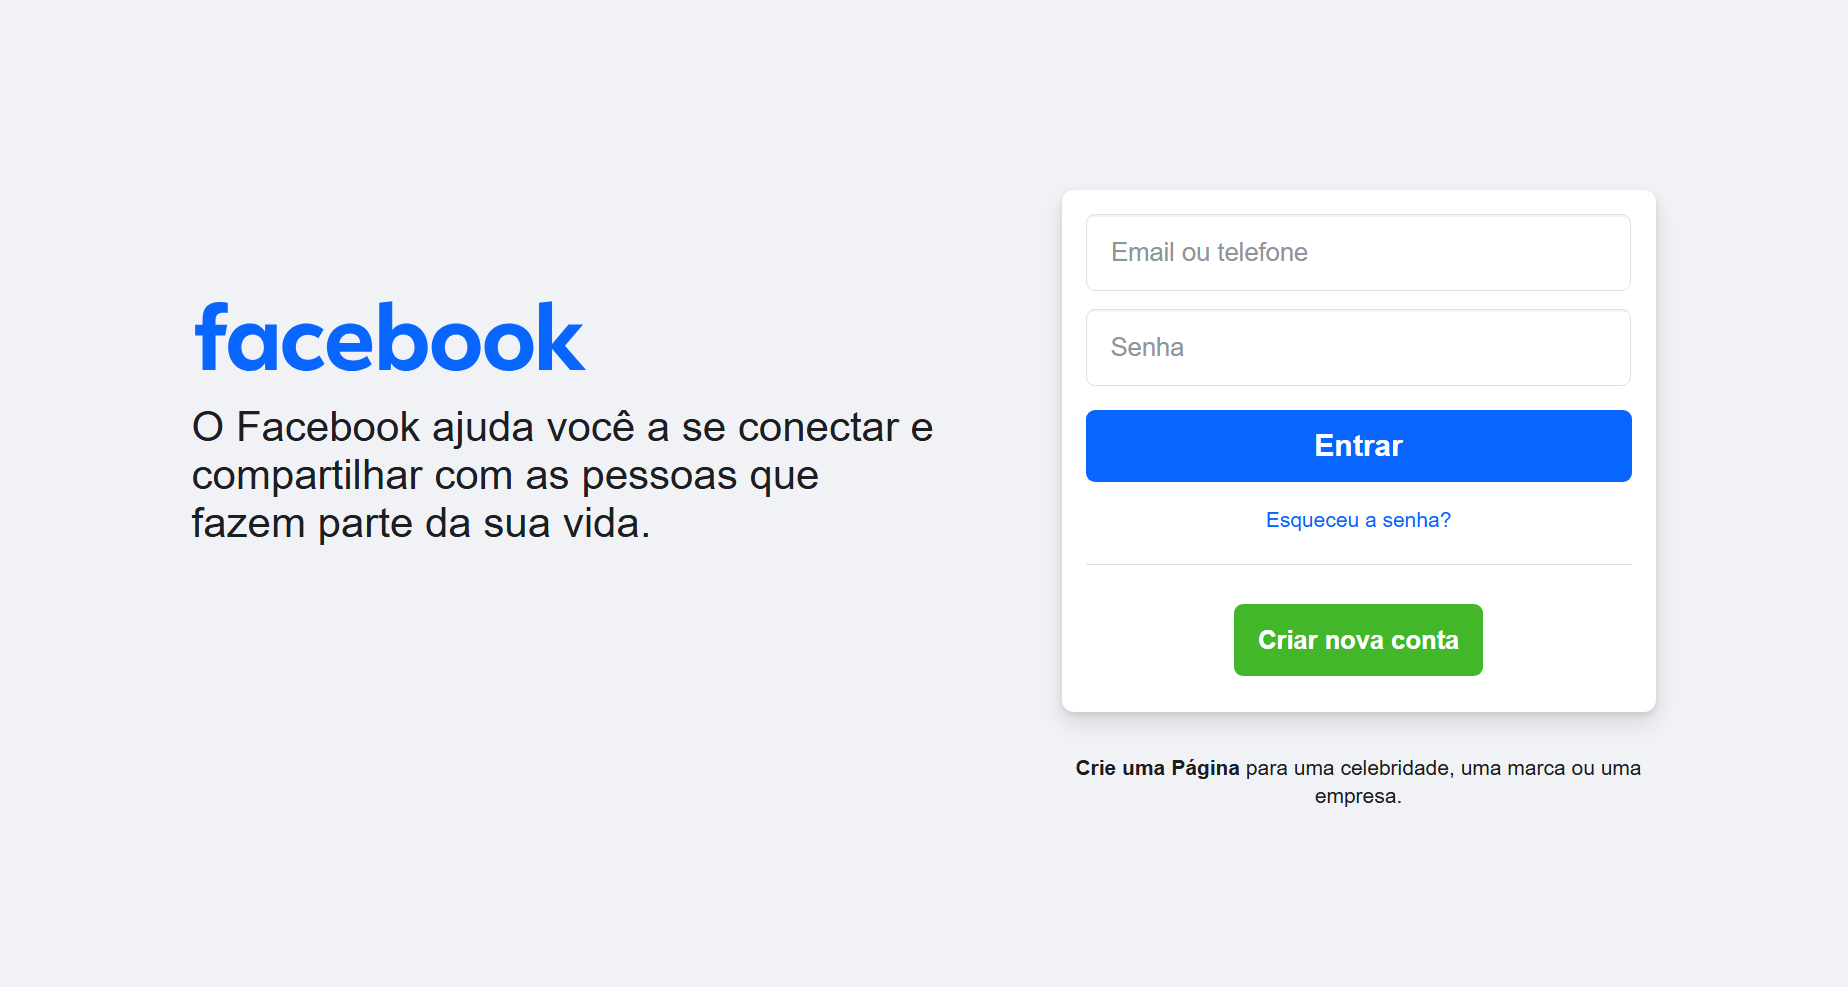 facebook
O Facebook ajuda você a se conectar e
compartilhar com as pessoas que
fazem parte da sua vida.
Email ou telefone
Senha
Entrar
Esqueceu a senha?
Criar nova conta
Crie uma Página para uma celebridade, uma marca ou uma
empresa.